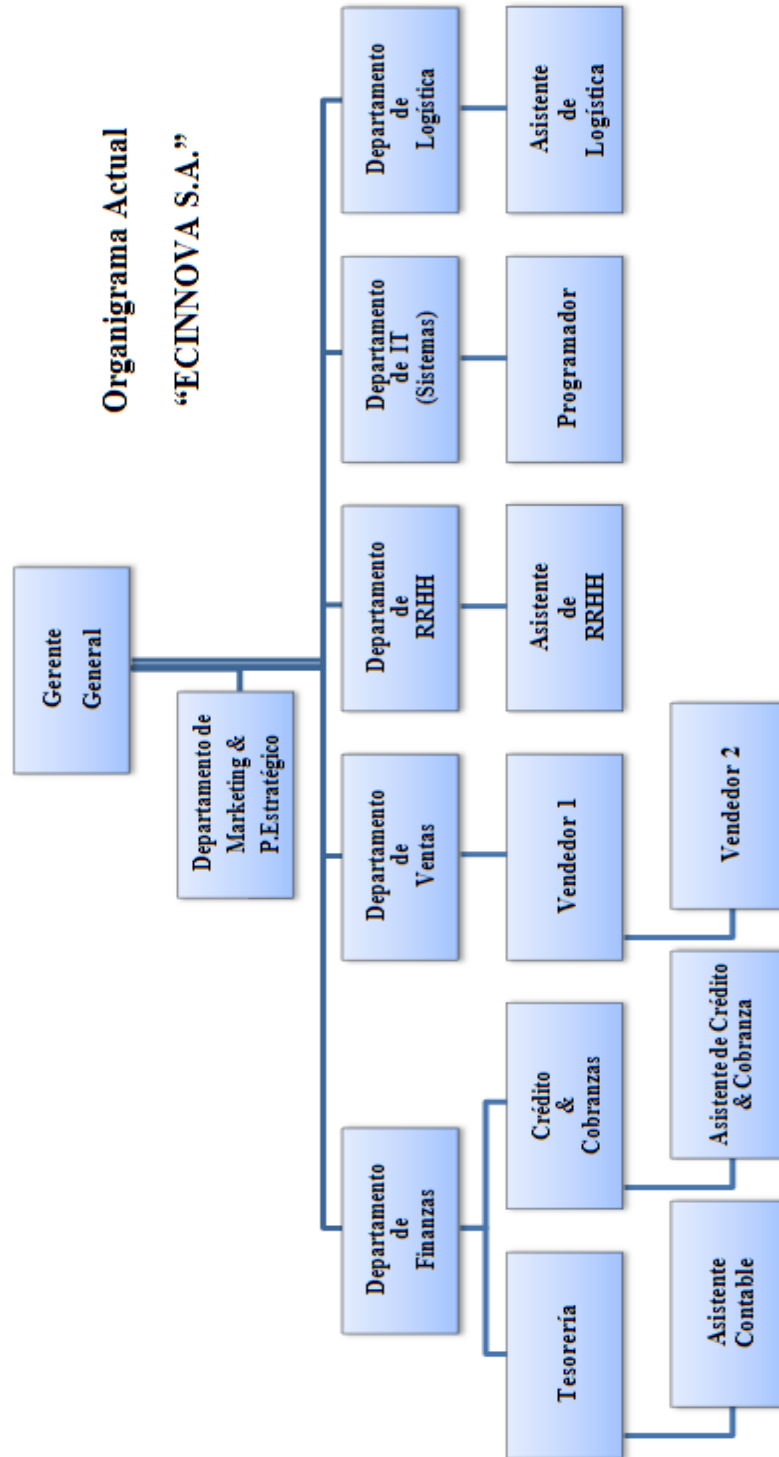 Organigrama Actual
“ECINNOVA S.A.”
Gerente
General
Departamento de
Marketing &
P.Estratégico
Departamento
de
Finanzas
Departamento
de
Ventas
Departamento
de
RRHH
Departamento
de IT
(Sistemas)
Departamento
de
Logística
Tesorería
Crédito
&
Cobranzas
Vendedor 1
Asistente
de
RRHH
Programador
Asistente
de
Logística
Asistente
Contable
Asistente de Crédito
& Cobranza
Vendedor 2